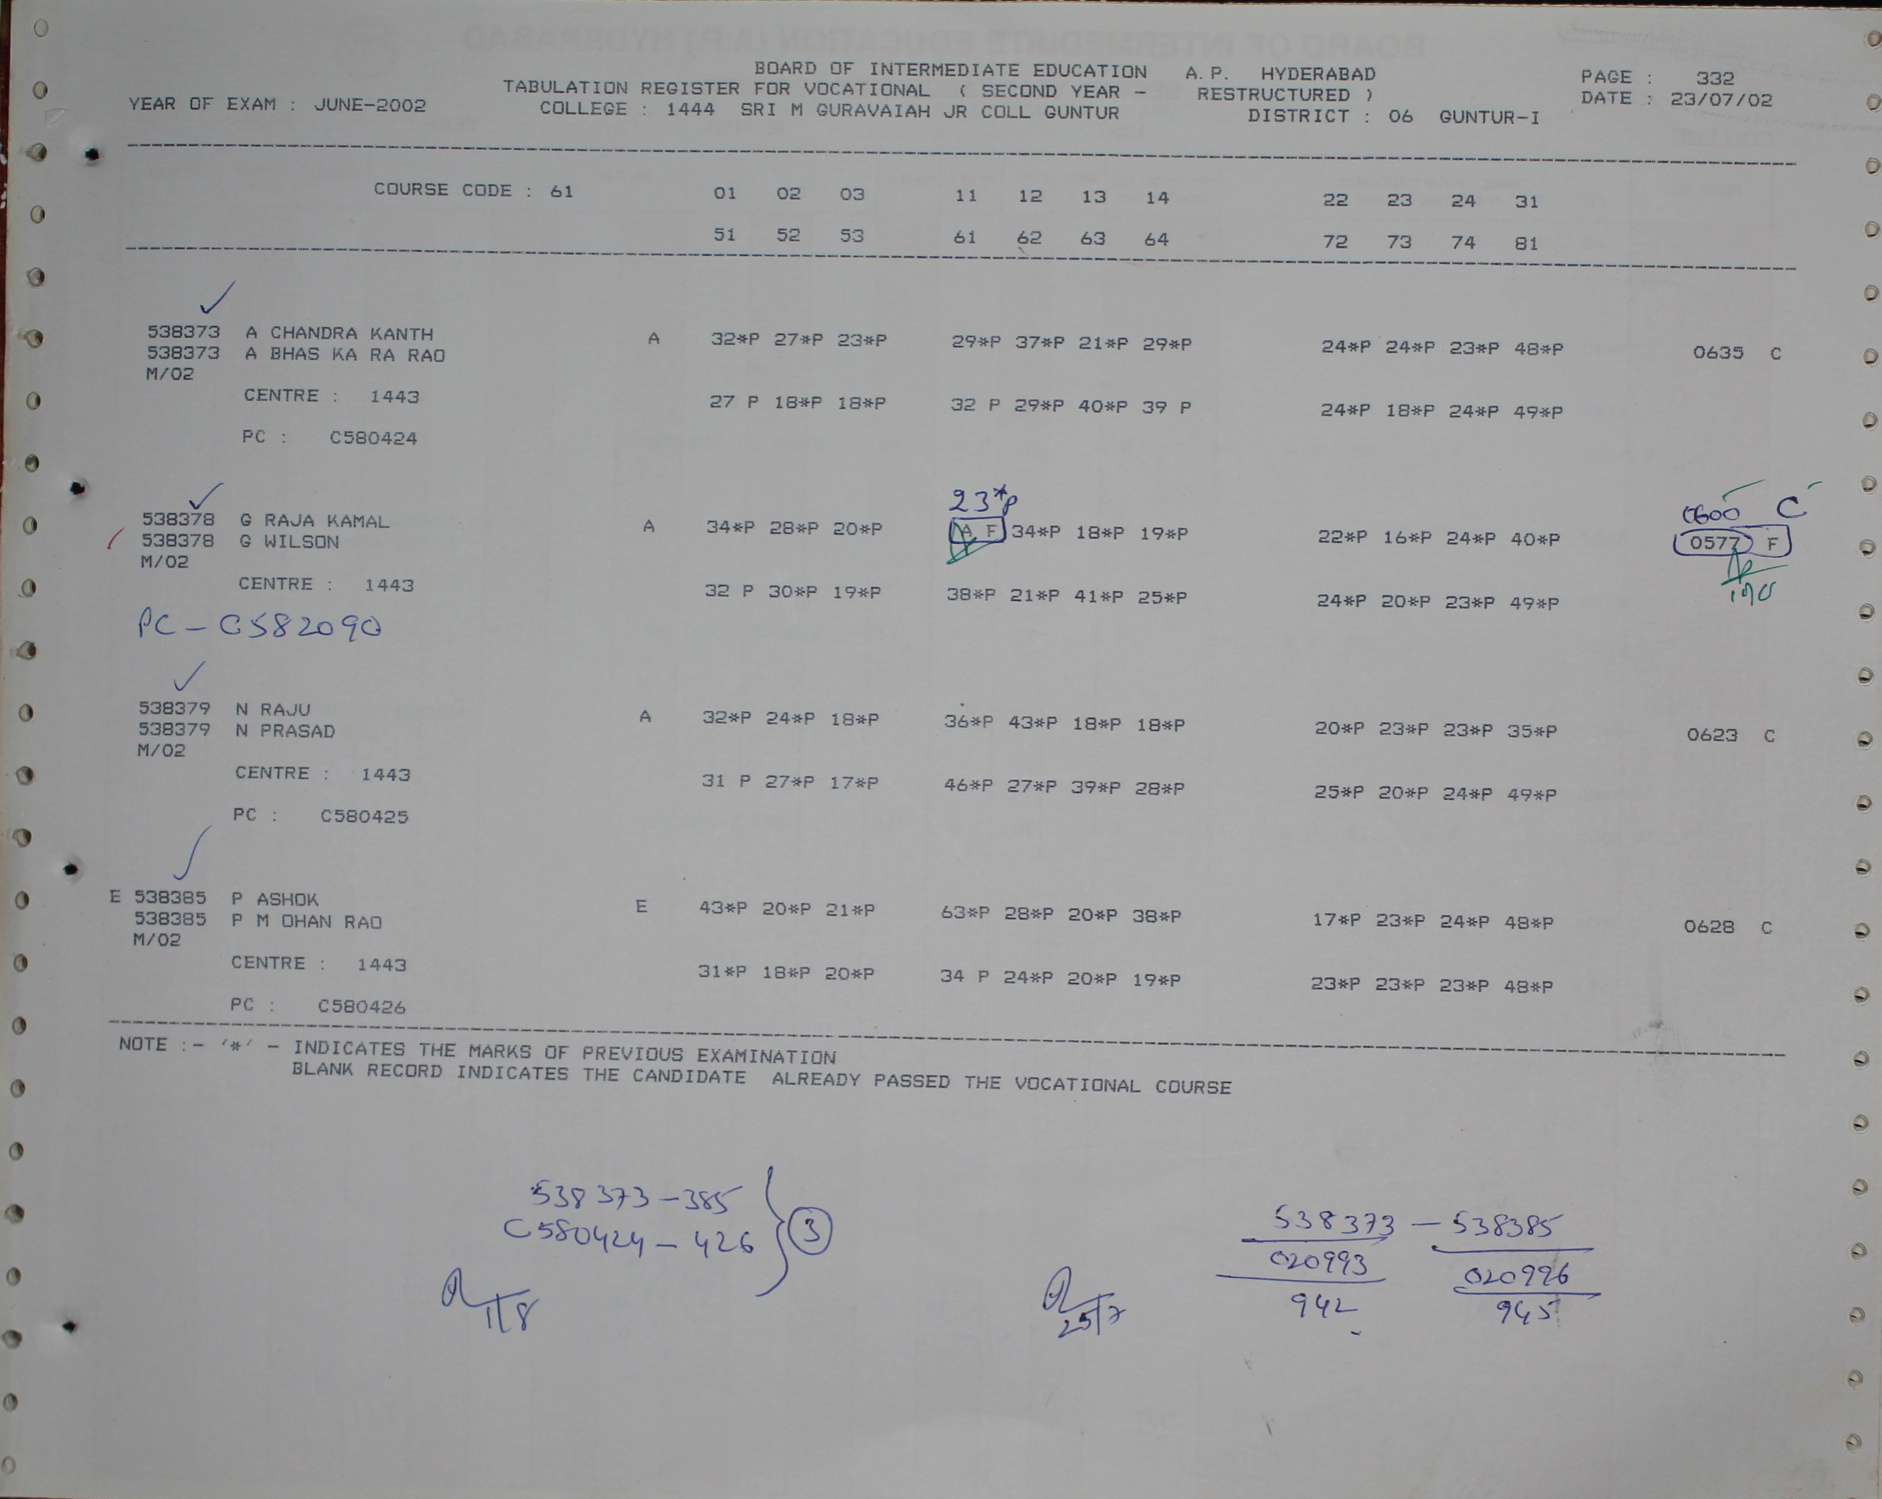 BOARD OF INTERMEDIATE EDUCATION A.P. HYDERABAD
TABULATION REGISTER FOR VOCATIONAL ( SECOND YEAR - RESTRUCTURED )
PAGE : 332
DATE : 23/07/02
YEAR OF EXAM : JUNE-2002 COLLEGE : 1444 SRI M GURAVAIAH JR COLL GUNTUR DISTRICT : 06 GUNTUR-I
COURSE CODE : 61 01 02 03 11 12 13 14 22 23 24 31
51 52 53 61 62 63 64 72 73 74 81
538373 A CHANDRA KANTH A 32*P 27*P 23*P 29*P 37*P 21*P 29*P 24*P 24*P 23*P 48*P 0635 C
538373 A BHAS KA RA RAO
M/02
CENTRE : 1443 27 P 18*P 18*P 32 P 29*P 40*P 39 P 24*P 18*P 24*P 49*P
PC : C580424
23*P
0600 C
538378 G RAJA KAMAL A 34*P 28*P 20*P A F 34*P 18*P 19*P 22*P 16*P 24*P 40*P 0577 F
538378 G WILSON
M/02
CENTRE : 1443 32 P 30*P 19*P 38*P 21*P 41*P 25*P 24*P 20*P 23*P 49*P
PC - C582090
538379 N RAJU A 32*P 24*P 18*P 36*P 43*P 18*P 18*P 20*P 23*P 23*P 35*P 0623 C
538379 N PRASAD
M/02
CENTRE : 1443 31 P 27*P 17*P 46*P 27*P 39*P 28*P 25*P 20*P 24*P 49*P
PC : C580425
E 538385 P ASHOK E 43*P 20*P 21*P 63*P 28*P 20*P 38*P 17*P 23*P 24*P 48*P 0628 C
538385 P M OHAN RAO
M/02
CENTRE : 1443 31*P 18*P 20*P 34 P 24*P 20*P 19*P 23*P 23*P 23*P 48*P
PC : C580426
NOTE :- '*' - INDICATES THE MARKS OF PREVIOUS EXAMINATION
BLANK RECORD INDICATES THE CANDIDATE ALREADY PASSED THE VOCATIONAL COURSE
538373-385
C580424-426
3
1/8
25/7
538373 - 538385
020993 020996
942 945